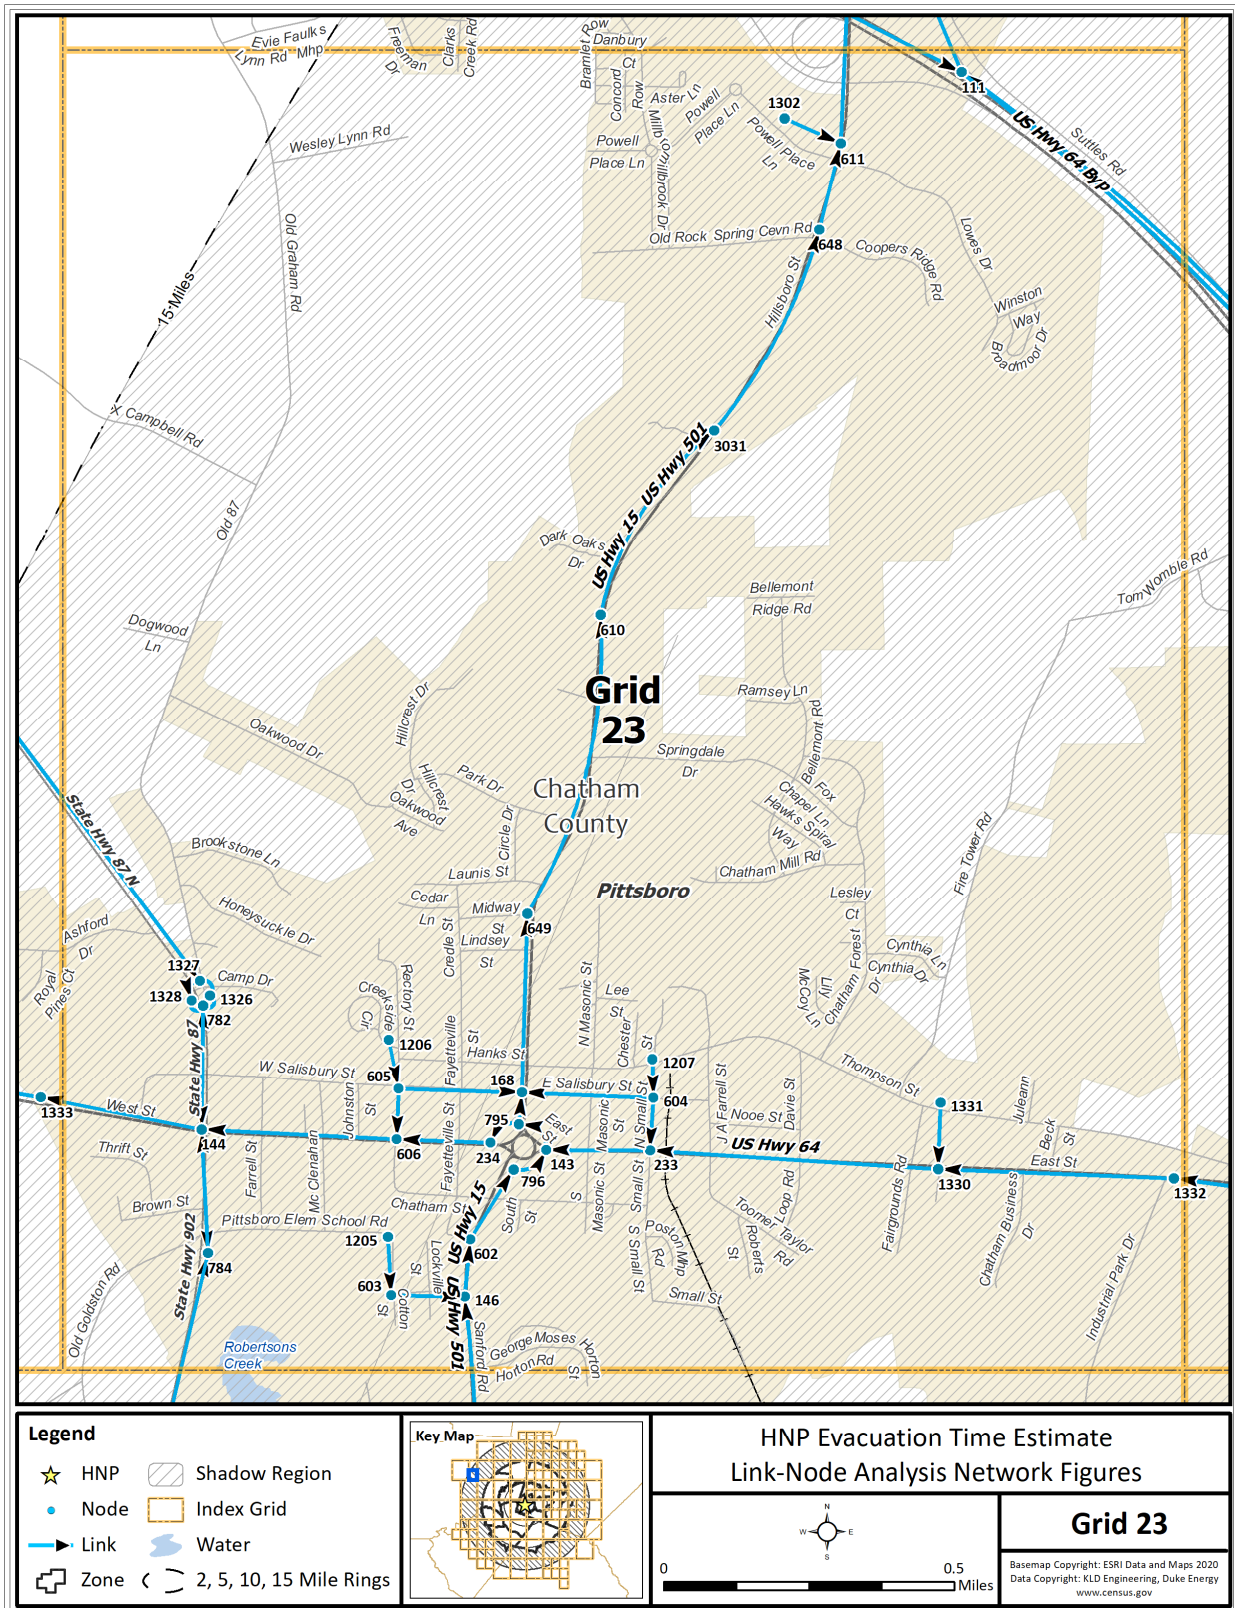 Evie Faulks
Lynn Rd Mhp
Freeman
Dr
Clarks
Creek Rd
Bramlet Row
Danbury
Ct
Concord
Row
Aster Ln
Powell
Place Ln
Millbrook Dr
Powell
Place Ln
Powell Place
Ln
1302
611
111
US Hwy 64 Byp
Suttles Rd
Wesley Lynn Rd
Old Graham Rd
15 Miles
Old Rock Spring Cevn Rd
648
Coopers Ridge Rd
Lowes Dr
Winston
Way
Broadmoor Dr
Hillsboro St
X Campbell Rd
Old 87
3031
US Hwy 15
US Hwy 501
Dark Oaks
Dr
610
Bellemont
Ridge Rd
Tom Womble Rd
Dogwood
Ln
Grid
23
Ramsey Ln
Bellemont Rd
Hillcrest Dr
Oakwood Dr
Springdale
Dr
Park Dr
Hillcrest
Dr
Oakwood
Ave
Chatham
County
Circle Dr
Fox
Chapel Ln
Hawks Spiral
Way
Chatham Mill Rd
Fire Tower Rd
State Hwy 87 N
Brookstone Ln
Launis St
Pittsboro
Lesley
Ct
Cedar
Ln
Midway
St
649
Honeysuckle Dr
Ashford
Dr
Credle St
Lindsey
St
Royal
Pines Ct
Cynthia Ln
Cynthia Dr
Dr
Chatham Forest
Lily
McCoy Ln
1327
Camp Dr
1328
1326
782
Creekside
Cir
Rectory St
N Masonic St
Lee
St
Chester
St
1206
1207
State Hwy 87
Fayetteville
St
Hanks St
W Salisbury St
605
168
E Salisbury St
604
Thompson St
1331
Juleann
1333
West St
Johnston
St
Fayetteville St
795
East
St
Masonic
St
N Small St
J A Farrell St
Nooe St
Davie St
Beck
St
144
606
234
143
233
US Hwy 64
East St
1330
1332
Thrift St
Farrell St
Mc Clenahan
796
Brown St
Chatham St
US Hwy 15
South
St
S
Masonic St
Small St
Loop Rd
Fairgrounds Rd
Chatham Business
Dr
Pittsboro Elem School Rd
1205
602
Toomer Taylor
Rd
Roberts
St
Poston Mhp
Rd
S Small St
State Hwy 902
784
Old Goldston Rd
603
St
Cotton
St
Lockville
146
Small St
Industrial Park Dr
US Hwy 501
Sanford Rd
George Moses
Horton Rd
Horton
St
Robertsons
Creek
Legend
HNP
Shadow Region
Node
Index Grid
Link
Water
Zone
2, 5, 10, 15 Mile Rings
Key Map
HNP Evacuation Time Estimate
Link-Node Analysis Network Figures
N
W
E
S
0
0.5
Miles
Grid 23
Basemap Copyright: ESRI Data and Maps 2020
Data Copyright: KLD Engineering, Duke Energy
www.census.gov